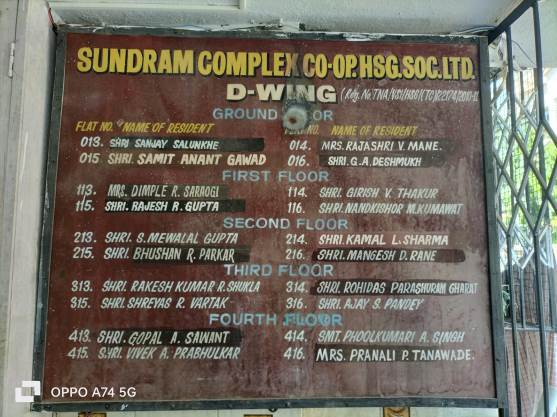 SUNDRAM COMPLEX CO-OP. HSG. SOC. LTD.
D-WING
GROUND FLOOR
FLAT NO. NAME OF RESIDENT NO. NAME OF RESIDENT
013. SHRI SANJAY SALUNKHE 014. MRS. RAJASHRI V. MANE.
015. SHRI. SAMIT ANANT GAWAD 016. SHRI. G.A. DESHMUKH
FIRST FLOOR
113. MRS. DIMPLE R. SARAOGI 114. SHRI. GIRISH V. THAKUR
115. SHRI. RAJESH R. GUPTA 116. SHRI. NANDKISHOR M. KUMAWAT
SECOND FLOOR
213. SHRI. S. MEWALAL GUPTA 214. SHRI. KAMAL L. SHARMA
215. SHRI. BHUSHAN R. PARKAR 216. SHRI. MANGESH D. RANE
THIRD FLOOR
313. SHRI. RAKESH KUMAR R. SHUKLA 314. SHRI. ROHIDAS PARASHURAM GHARAT
315. SHRI. SHREYAS R. VARTAK 316. SHRI. AJAY S. PANDEY
FOURTH FLOOR
413. SHRI. GOPAL A. SAWANT 414. SMT. PHOOLKUMARI A. SINGH
415. SHRI. VIVEK A. PRABHULKAR 416. MRS. PRANALI P. TANAWADE.
OPPO A74 5G